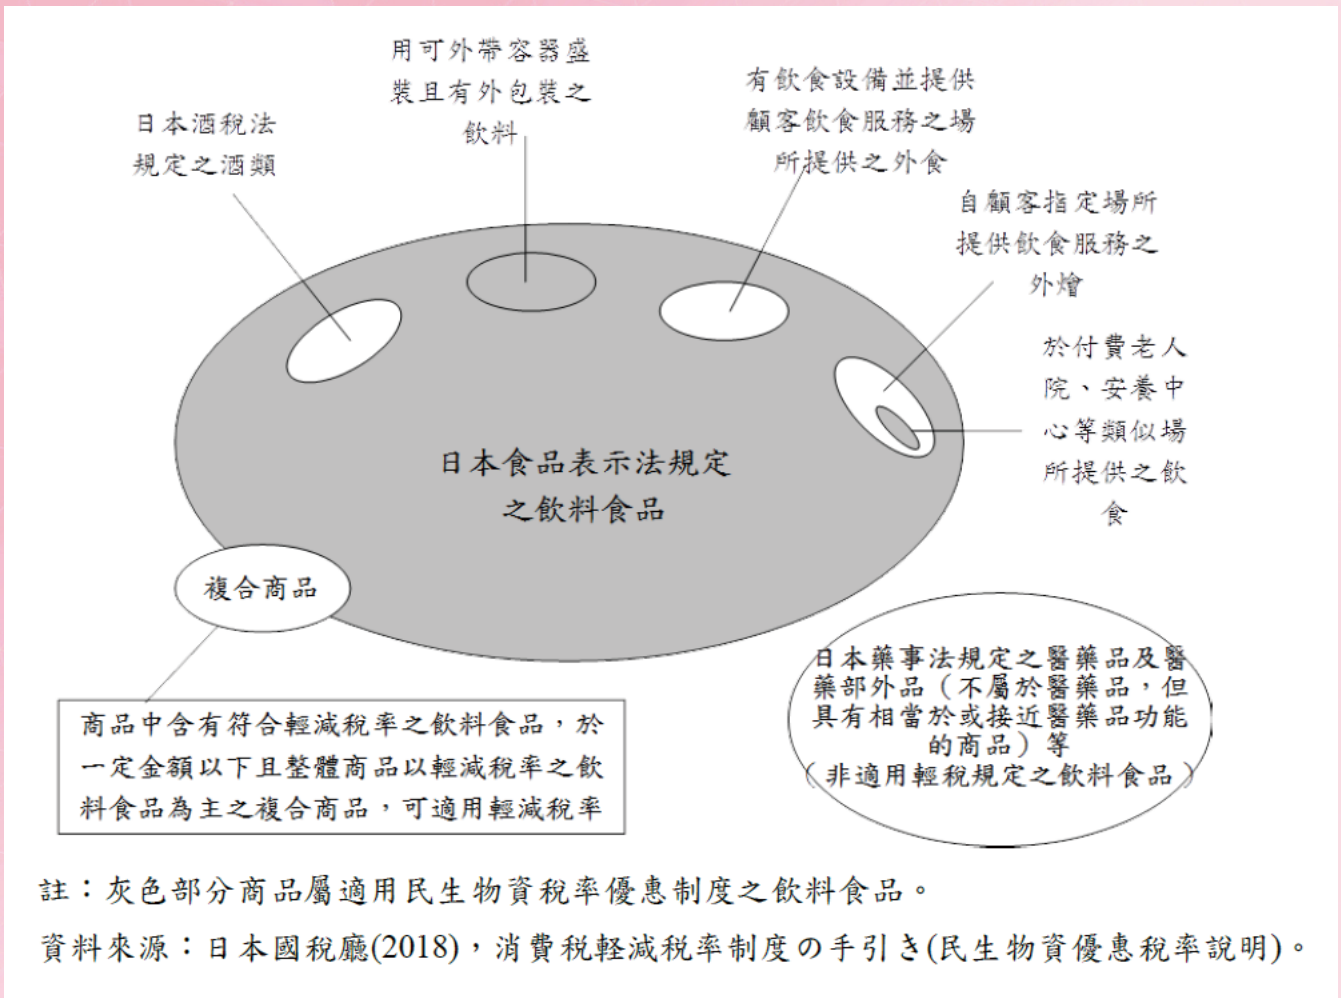 用可外帶容器盛
裝且有外包裝之
飲料
有飲食設備並提供
顧客飲食服務之場
所提供之外食
日本酒稅法
規定之酒類
自顧客指定場所
提供飲食服務之
外燴
於付費老人
院、安養中
心等類似場
所提供之飲
食
日本食品表示法規定
之飲料食品
複合商品
商品中含有符合輕減稅率之飲料食品，於
一定金額以下且整體商品以輕減稅率之飲
料食品為主之複合商品，可適用輕減稅率
日本藥事法規定之醫藥品及醫
藥部外品（不屬於醫藥品，但
具有相當於或接近醫藥品功能
的商品）等
（非適用輕稅規定之飲料食品）
註：灰色部分商品屬適用民生物資稅率優惠制度之飲料食品。
資料來源：日本國稅廳(2018)，消費税軽減税率制度の手引き(民生物資優惠稅率說明)。